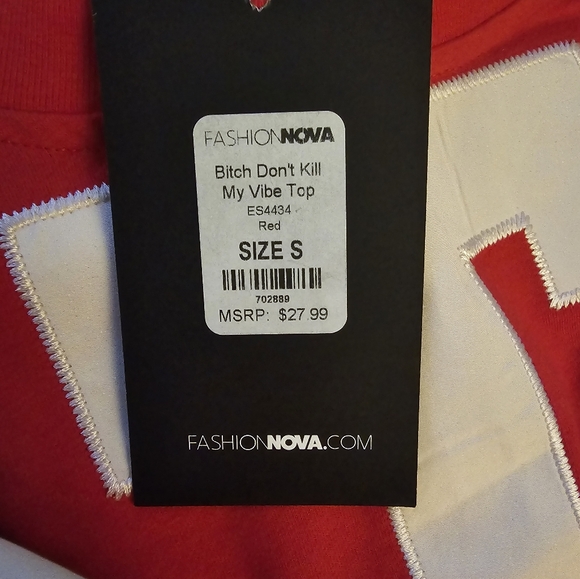 FASHIONNOVA
Bitch Don't Kill
My Vibe Top
ES4434
Red
SIZE S
702889
MSRP: $27.99
FASHIONNOVA.COM